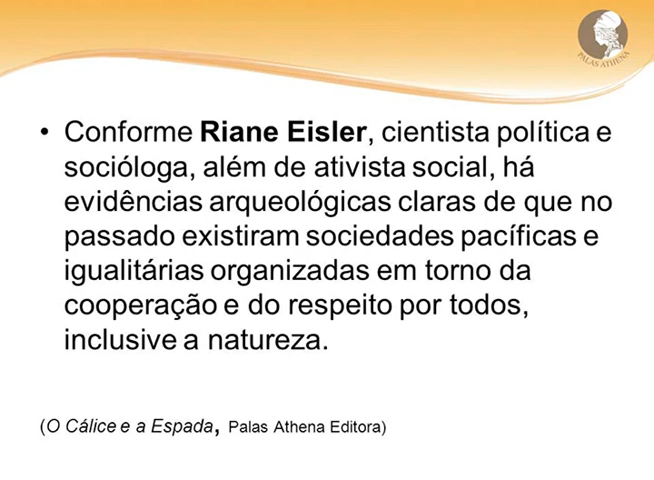 PALAS ATHENA
• Conforme Riane Eisler, cientista política e
socióloga, além de ativista social, há
evidências arqueológicas claras de que no
passado existiram sociedades pacíficas e
igualitárias organizadas em torno da
cooperação e do respeito por todos,
inclusive a natureza.
(O Cálice e a Espada, Palas Athena Editora)